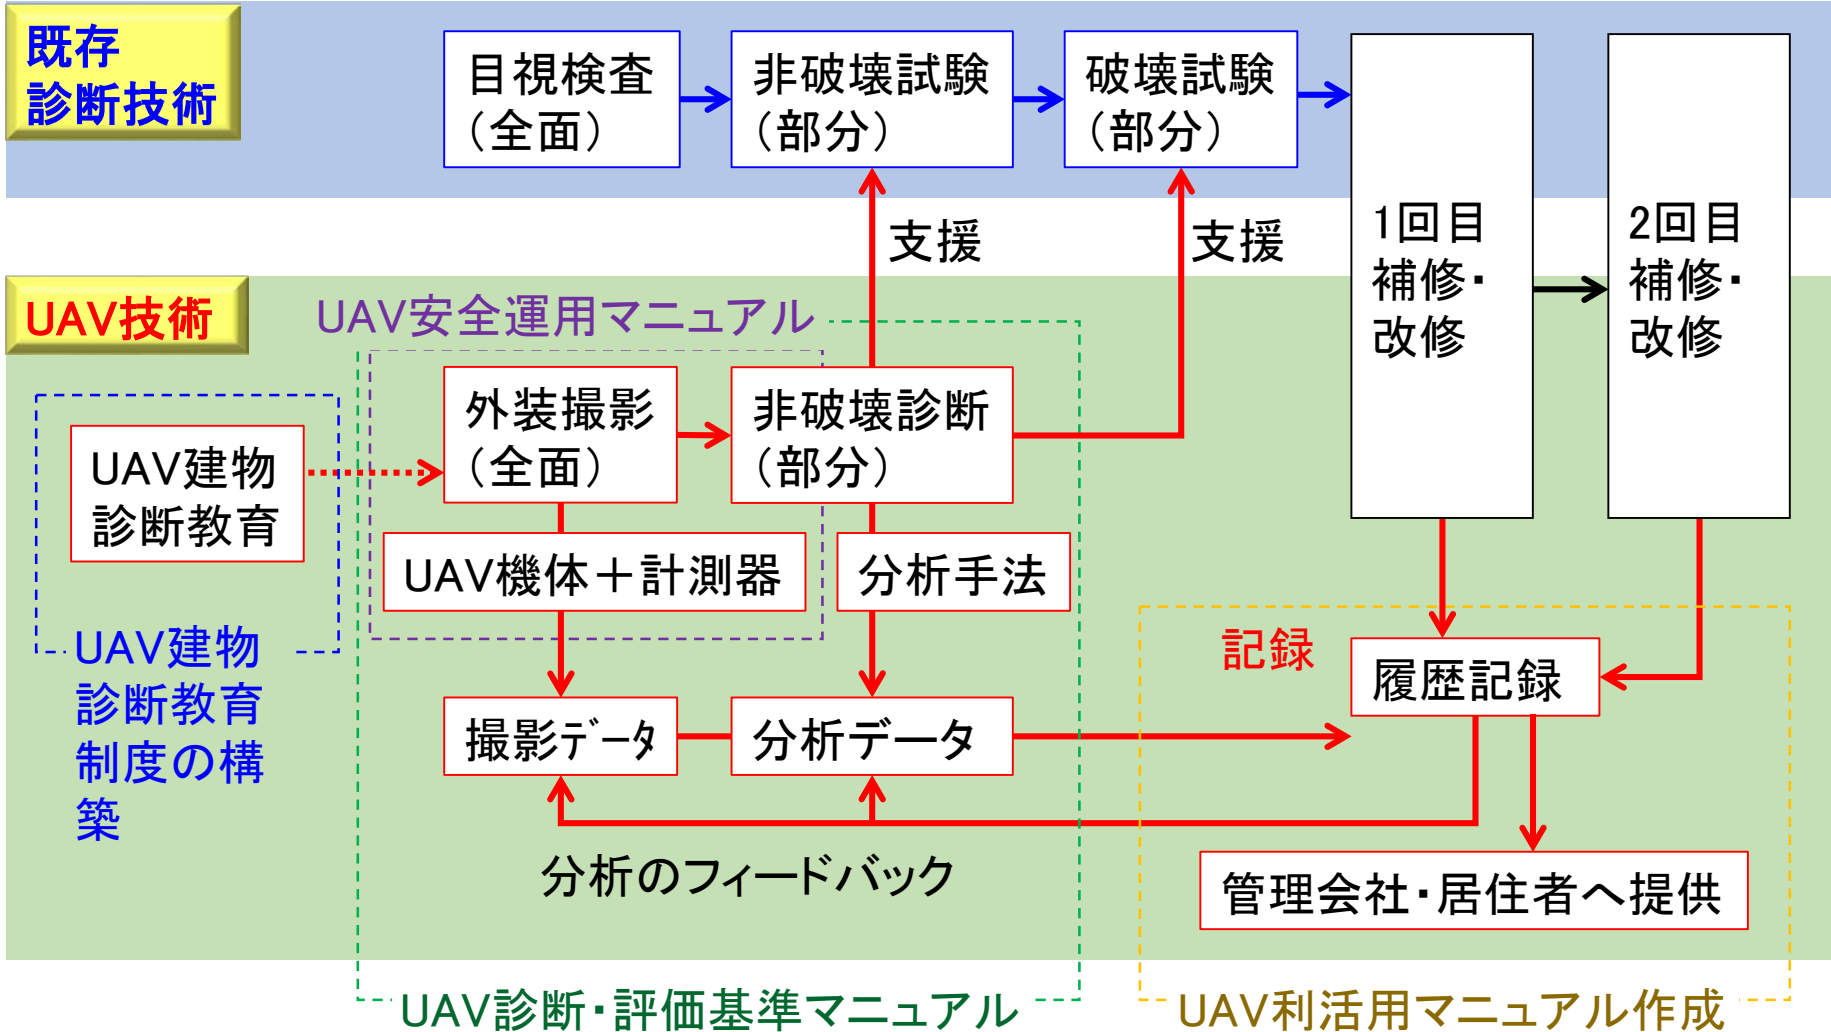 既存
診断技術
目視検査
（全面）
非破壊試験
（部分）
破壊試験
（部分）
1回目
補修・
改修
2回目
補修・
改修
支援
支援
UAV技術
UAV安全運用マニュアル
外装撮影
（全面）
非破壊診断
（部分）
UAV建物
診断教育
UAV機体＋計測器
分析手法
UAV建物
診断教育
制度の構
築
記録
履歴記録
撮影ﾃﾞｰﾀ
分析データ
分析のフィードバック
管理会社・居住者へ提供
UAV診断・評価基準マニュアル
UAV利活用マニュアル作成